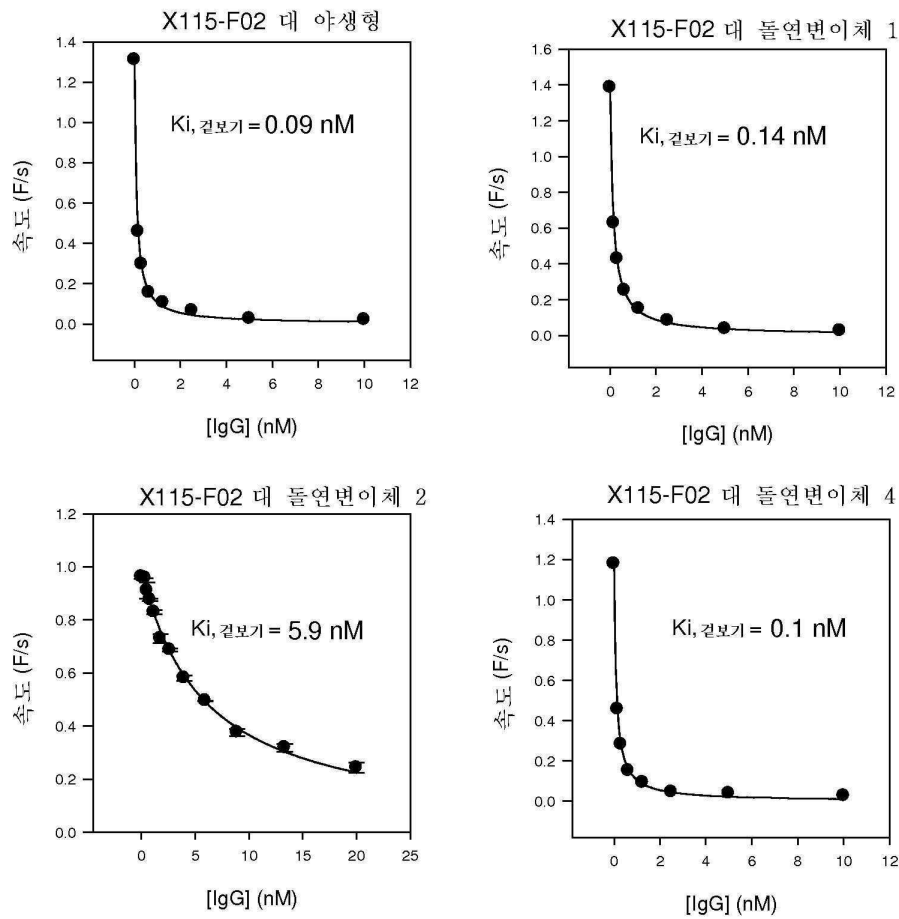 X115-F02 대 야생형
1.4
1.2
1.0
0.8
0.6
0.4
0.2
0.0
속도 (F/s)
Ki, 겉보기 = 0.09 nM
0 2 4 6 8 10 12
[IgG] (nM)
X115-F02 대 돌연변이체 1
1.6
1.4
1.2
1.0
0.8
0.6
0.4
0.2
0.0
속도 (F/s)
Ki, 겉보기 = 0.14 nM
0 2 4 6 8 10 12
[IgG] (nM)
X115-F02 대 돌연변이체 2
1.2
1.0
0.8
0.6
0.4
0.2
0.0
속도 (F/s)
Ki, 겉보기 = 5.9 nM
0 5 10 15 20 25
[IgG] (nM)
X115-F02 대 돌연변이체 4
1.4
1.2
1.0
0.8
0.6
0.4
0.2
0.0
속도 (F/s)
Ki, 겉보기 = 0.1 nM
0 2 4 6 8 10 12
[IgG] (nM)